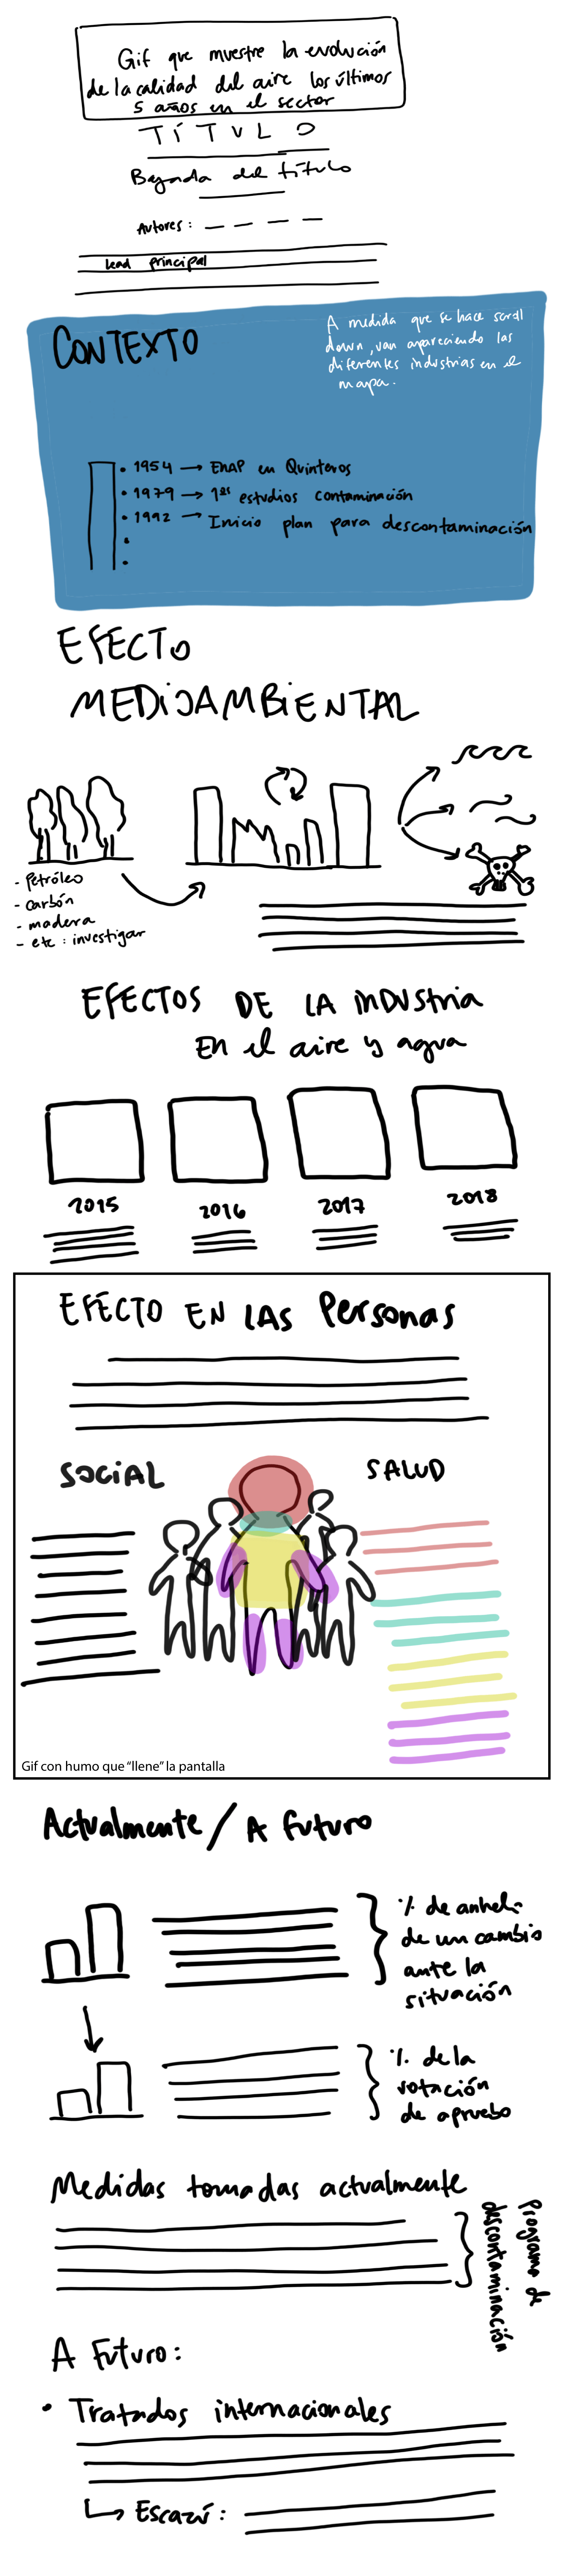 Gif que muestre la evolución
de la calidad del aire los últimos
5 años en el sector
TÍTULO
Bajada del título
Autores:
lead principal
CONTEXTO
A medida que se hace scroll
down, van apareciendo las
diferentes industrias en el
mapa.
• 1954 → ENAP en Quintero
• 1979 → 1os estudios contaminación
• 1992 → Inicio plan para descontaminación
EFECTO
MEDIOAMBIENTAL
- Petróleo
- carbón
- madera
- etc : investigar
EFECTOS DE LA INDUSTRIA
EN el aire y agua
2015
2016
2017
2018
EFECTO EN LAS Personas
SOCIAL
SALUD
Gif con humo que “llene” la pantalla
Actualmente / A futuro
% de anhelo
de un cambio
ante la
situación
% de la
votación
de apruebo
Medidas tomadas actualmente
Programa de
descontaminación
A Futuro:
• Tratados internacionales
↳ Escazú: